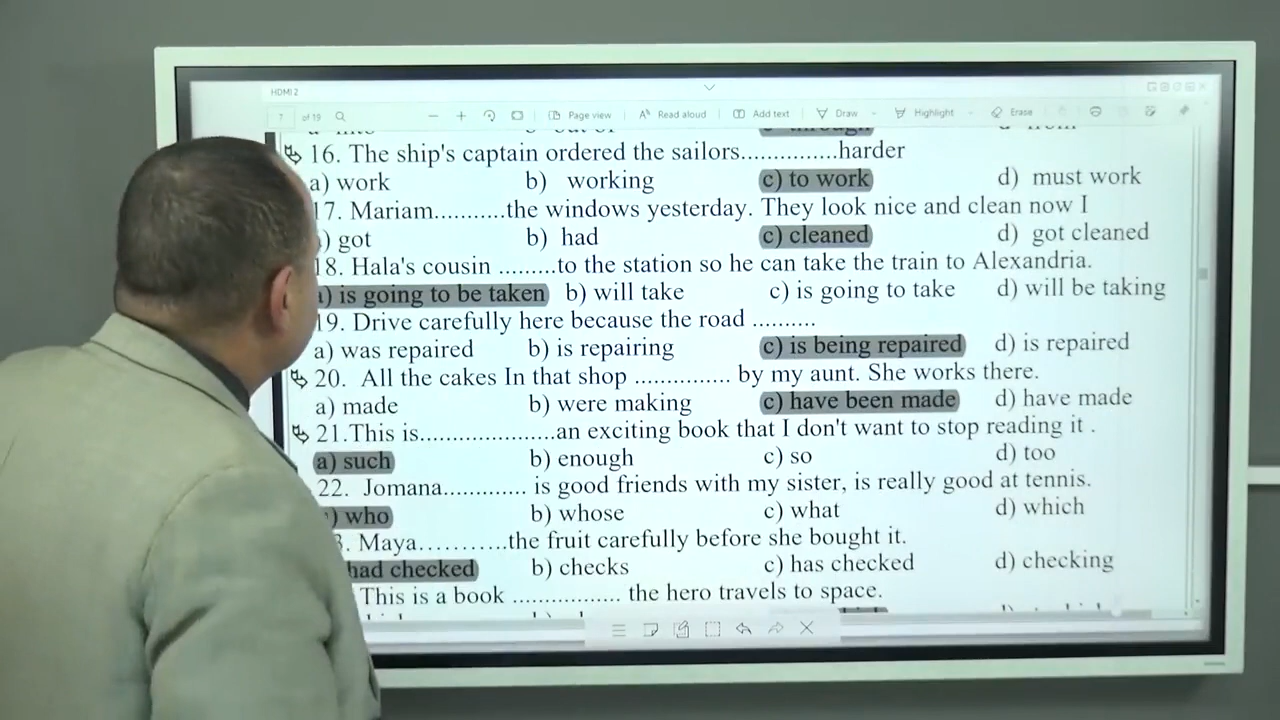 HDMI 2
7 of 19 Page view Read aloud Add text Draw Highlight Erase
through
16. The ship's captain ordered the sailors...............harder
a) work b) working c) to work d) must work
17. Mariam...........the windows yesterday. They look nice and clean now I
) got b) had c) cleaned d) got cleaned
18. Hala's cousin .........to the station so he can take the train to Alexandria.
) is going to be taken b) will take c) is going to take d) will be taking
19. Drive carefully here because the road ..........
a) was repaired b) is repairing c) is being repaired d) is repaired
20. All the cakes In that shop ............... by my aunt. She works there.
a) made b) were making c) have been made d) have made
21.This is.....................an exciting book that I don't want to stop reading it .
a) such b) enough c) so d) too
22. Jomana............. is good friends with my sister, is really good at tennis.
) who b) whose c) what d) which
3. Maya...........the fruit carefully before she bought it.
had checked b) checks c) has checked d) checking
This is a book ................. the hero travels to space.